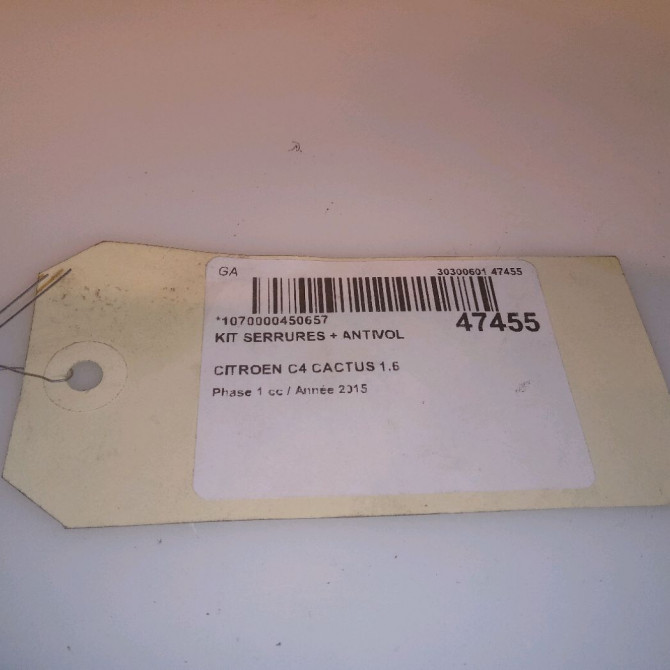 GA 30300601 47455
*1070000450657 47455
KIT SERRURES + ANTIVOL
CITROEN C4 CACTUS 1.6
Phase 1 cc / Année 2015